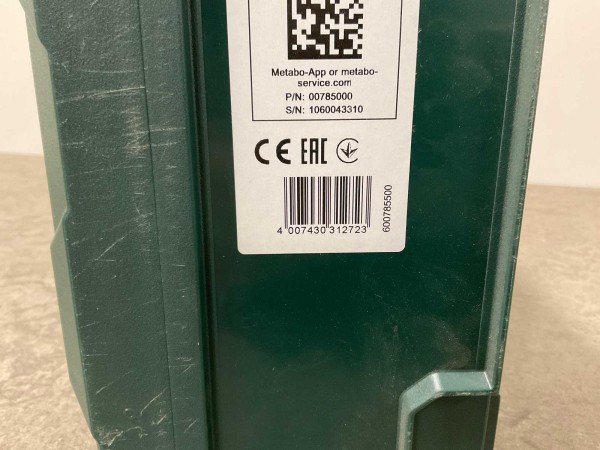 Metabo-App or metabo-
service.com
P/N: 00785000
S/N: 1060043310
CE EAC
4 007430 312723
600785500